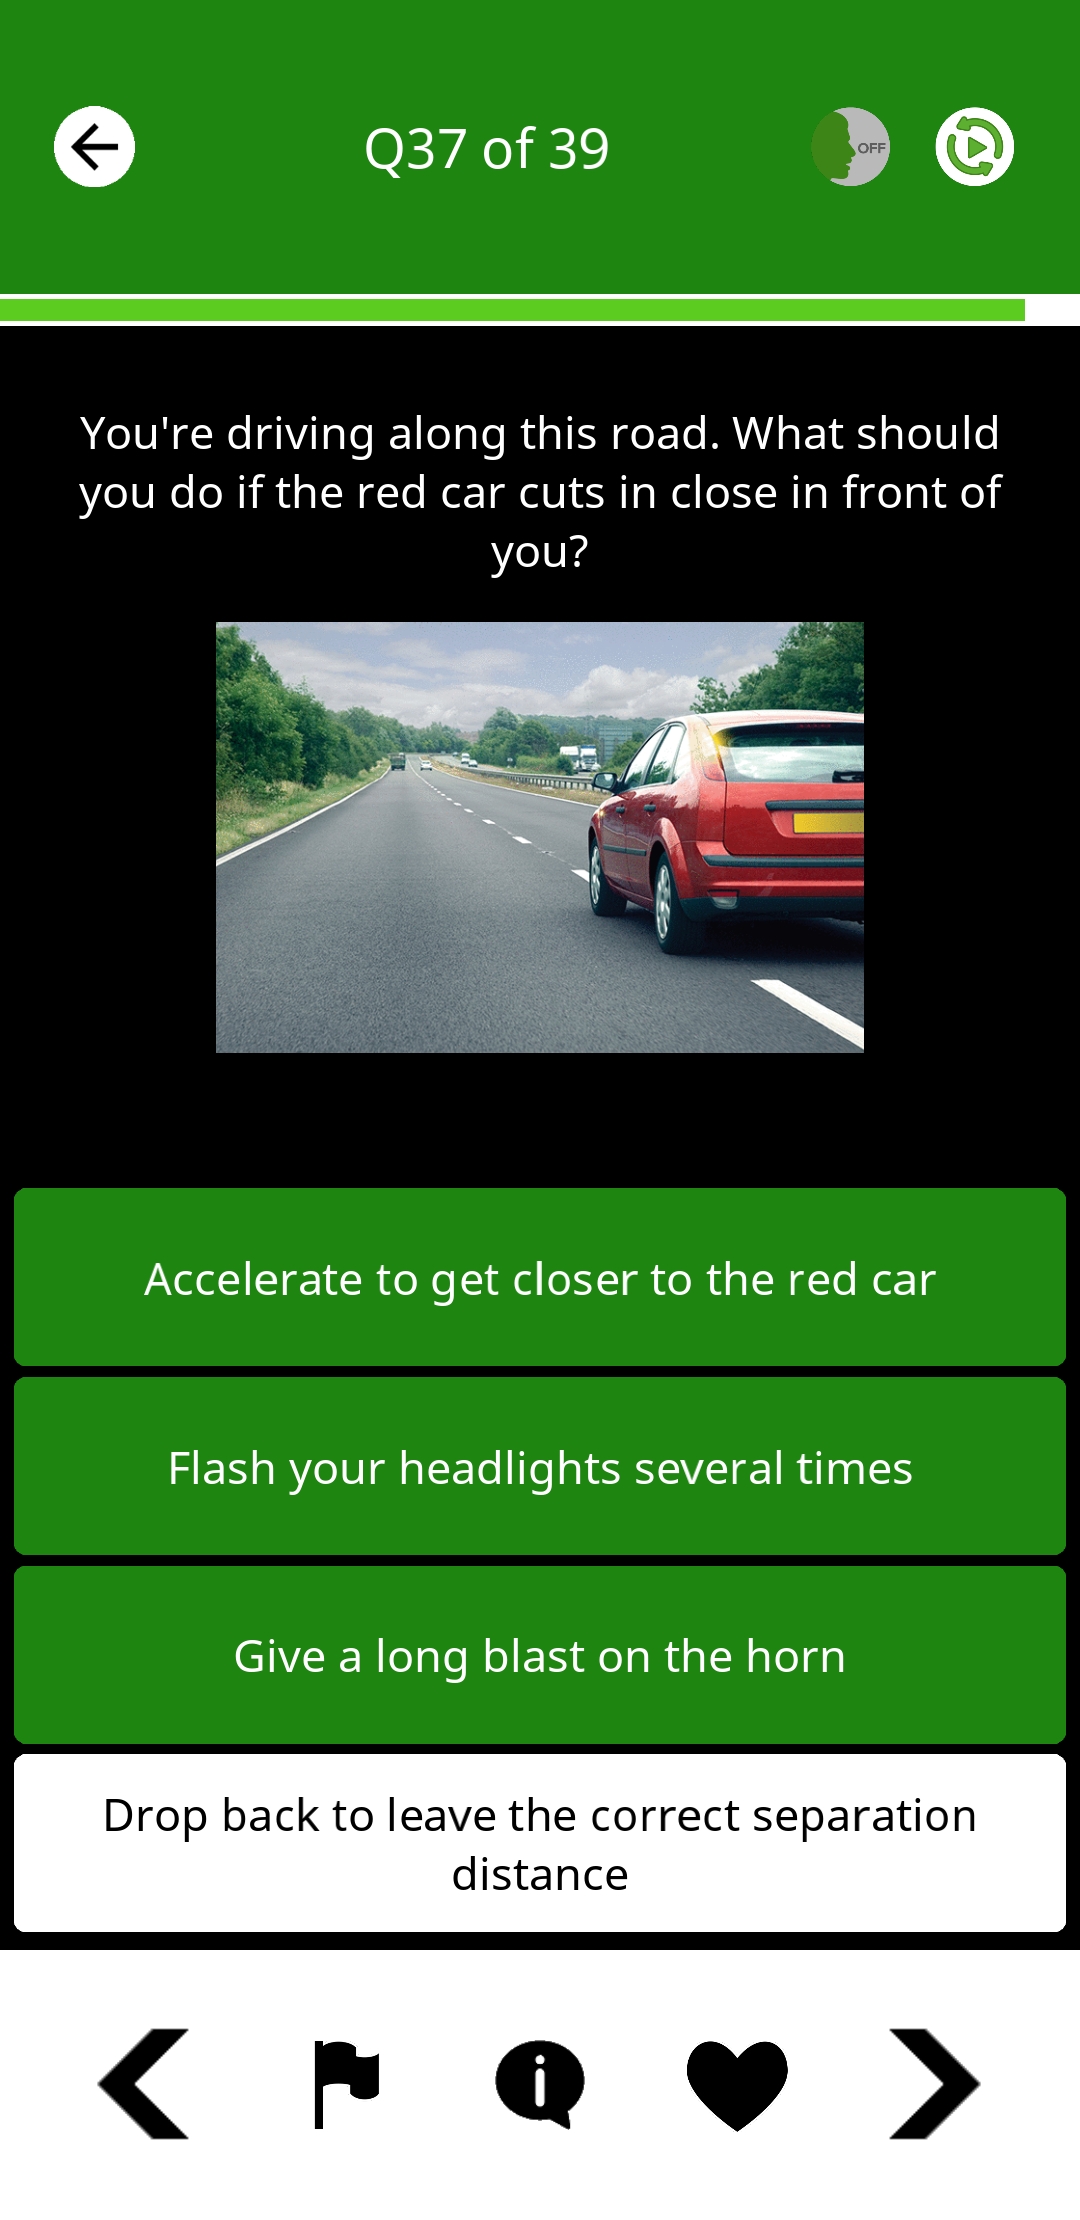 Q37 of 39
OFF
You're driving along this road. What should
you do if the red car cuts in close in front of
you?
Accelerate to get closer to the red car
Flash your headlights several times
Give a long blast on the horn
Drop back to leave the correct separation
distance